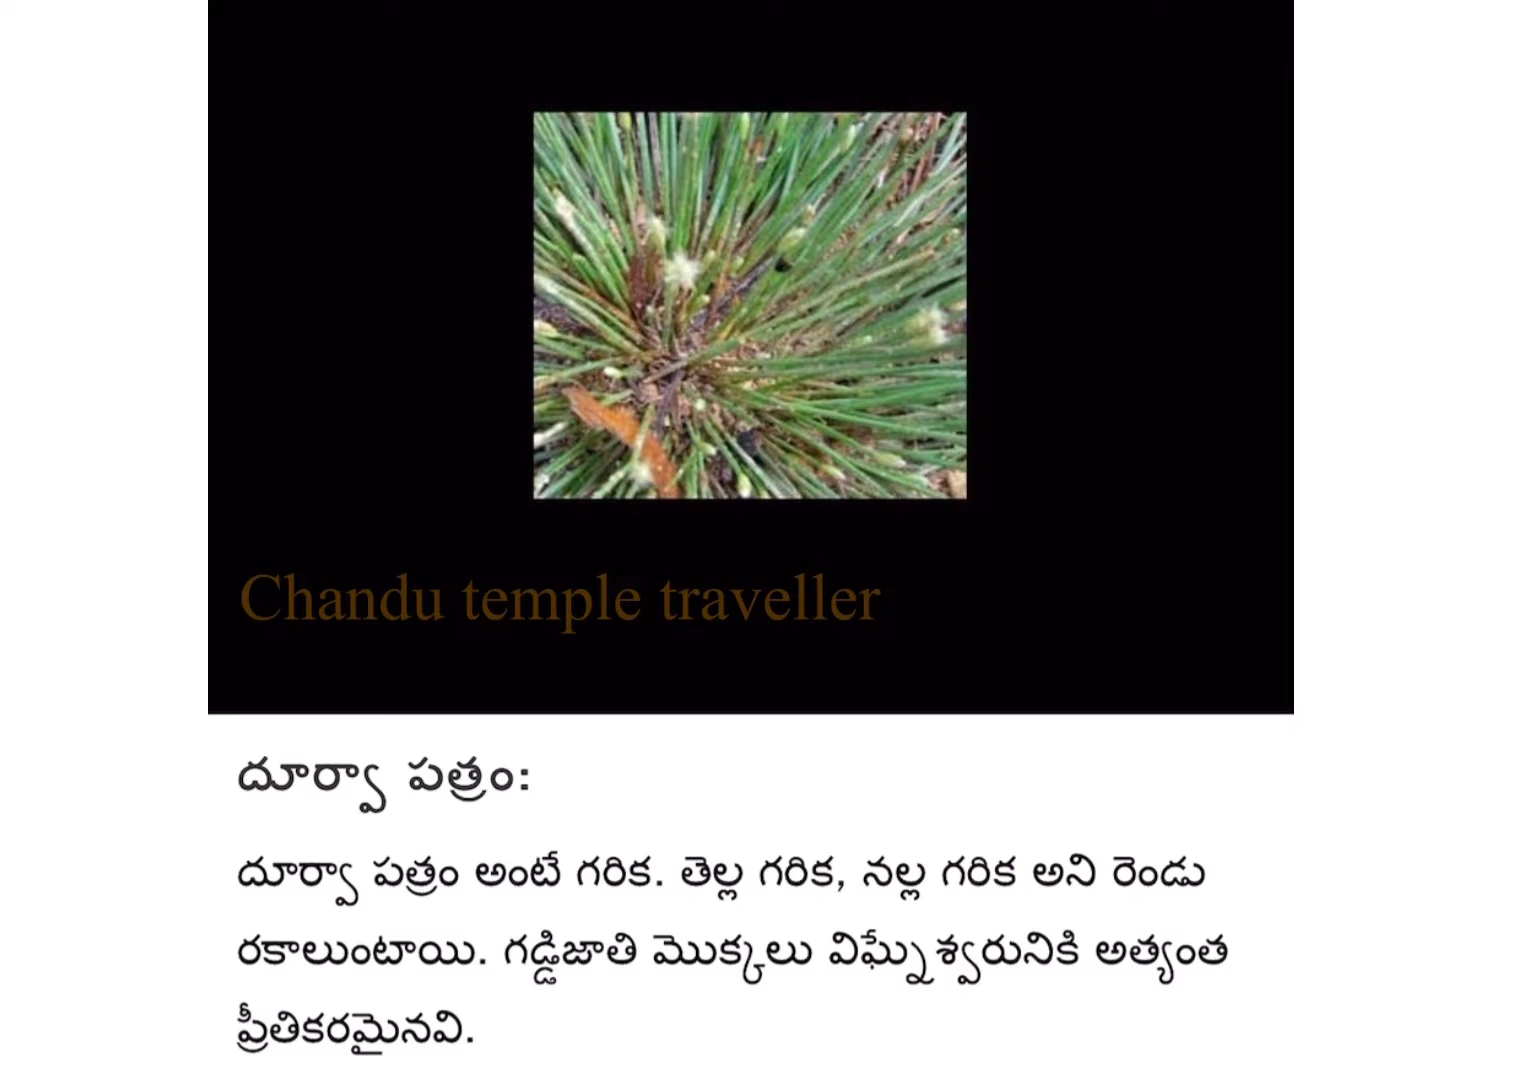 Chandu temple traveller
దూర్వా పత్రం:
దూర్వా పత్రం అంటే గరిక. తెల్ల గరిక, నల్ల గరిక అని రెండు
రకాలుంటాయి. గడ్డిజాతి మొక్కలు విఘ్నేశ్వరునికి అత్యంత
ప్రీతికరమైనవి.